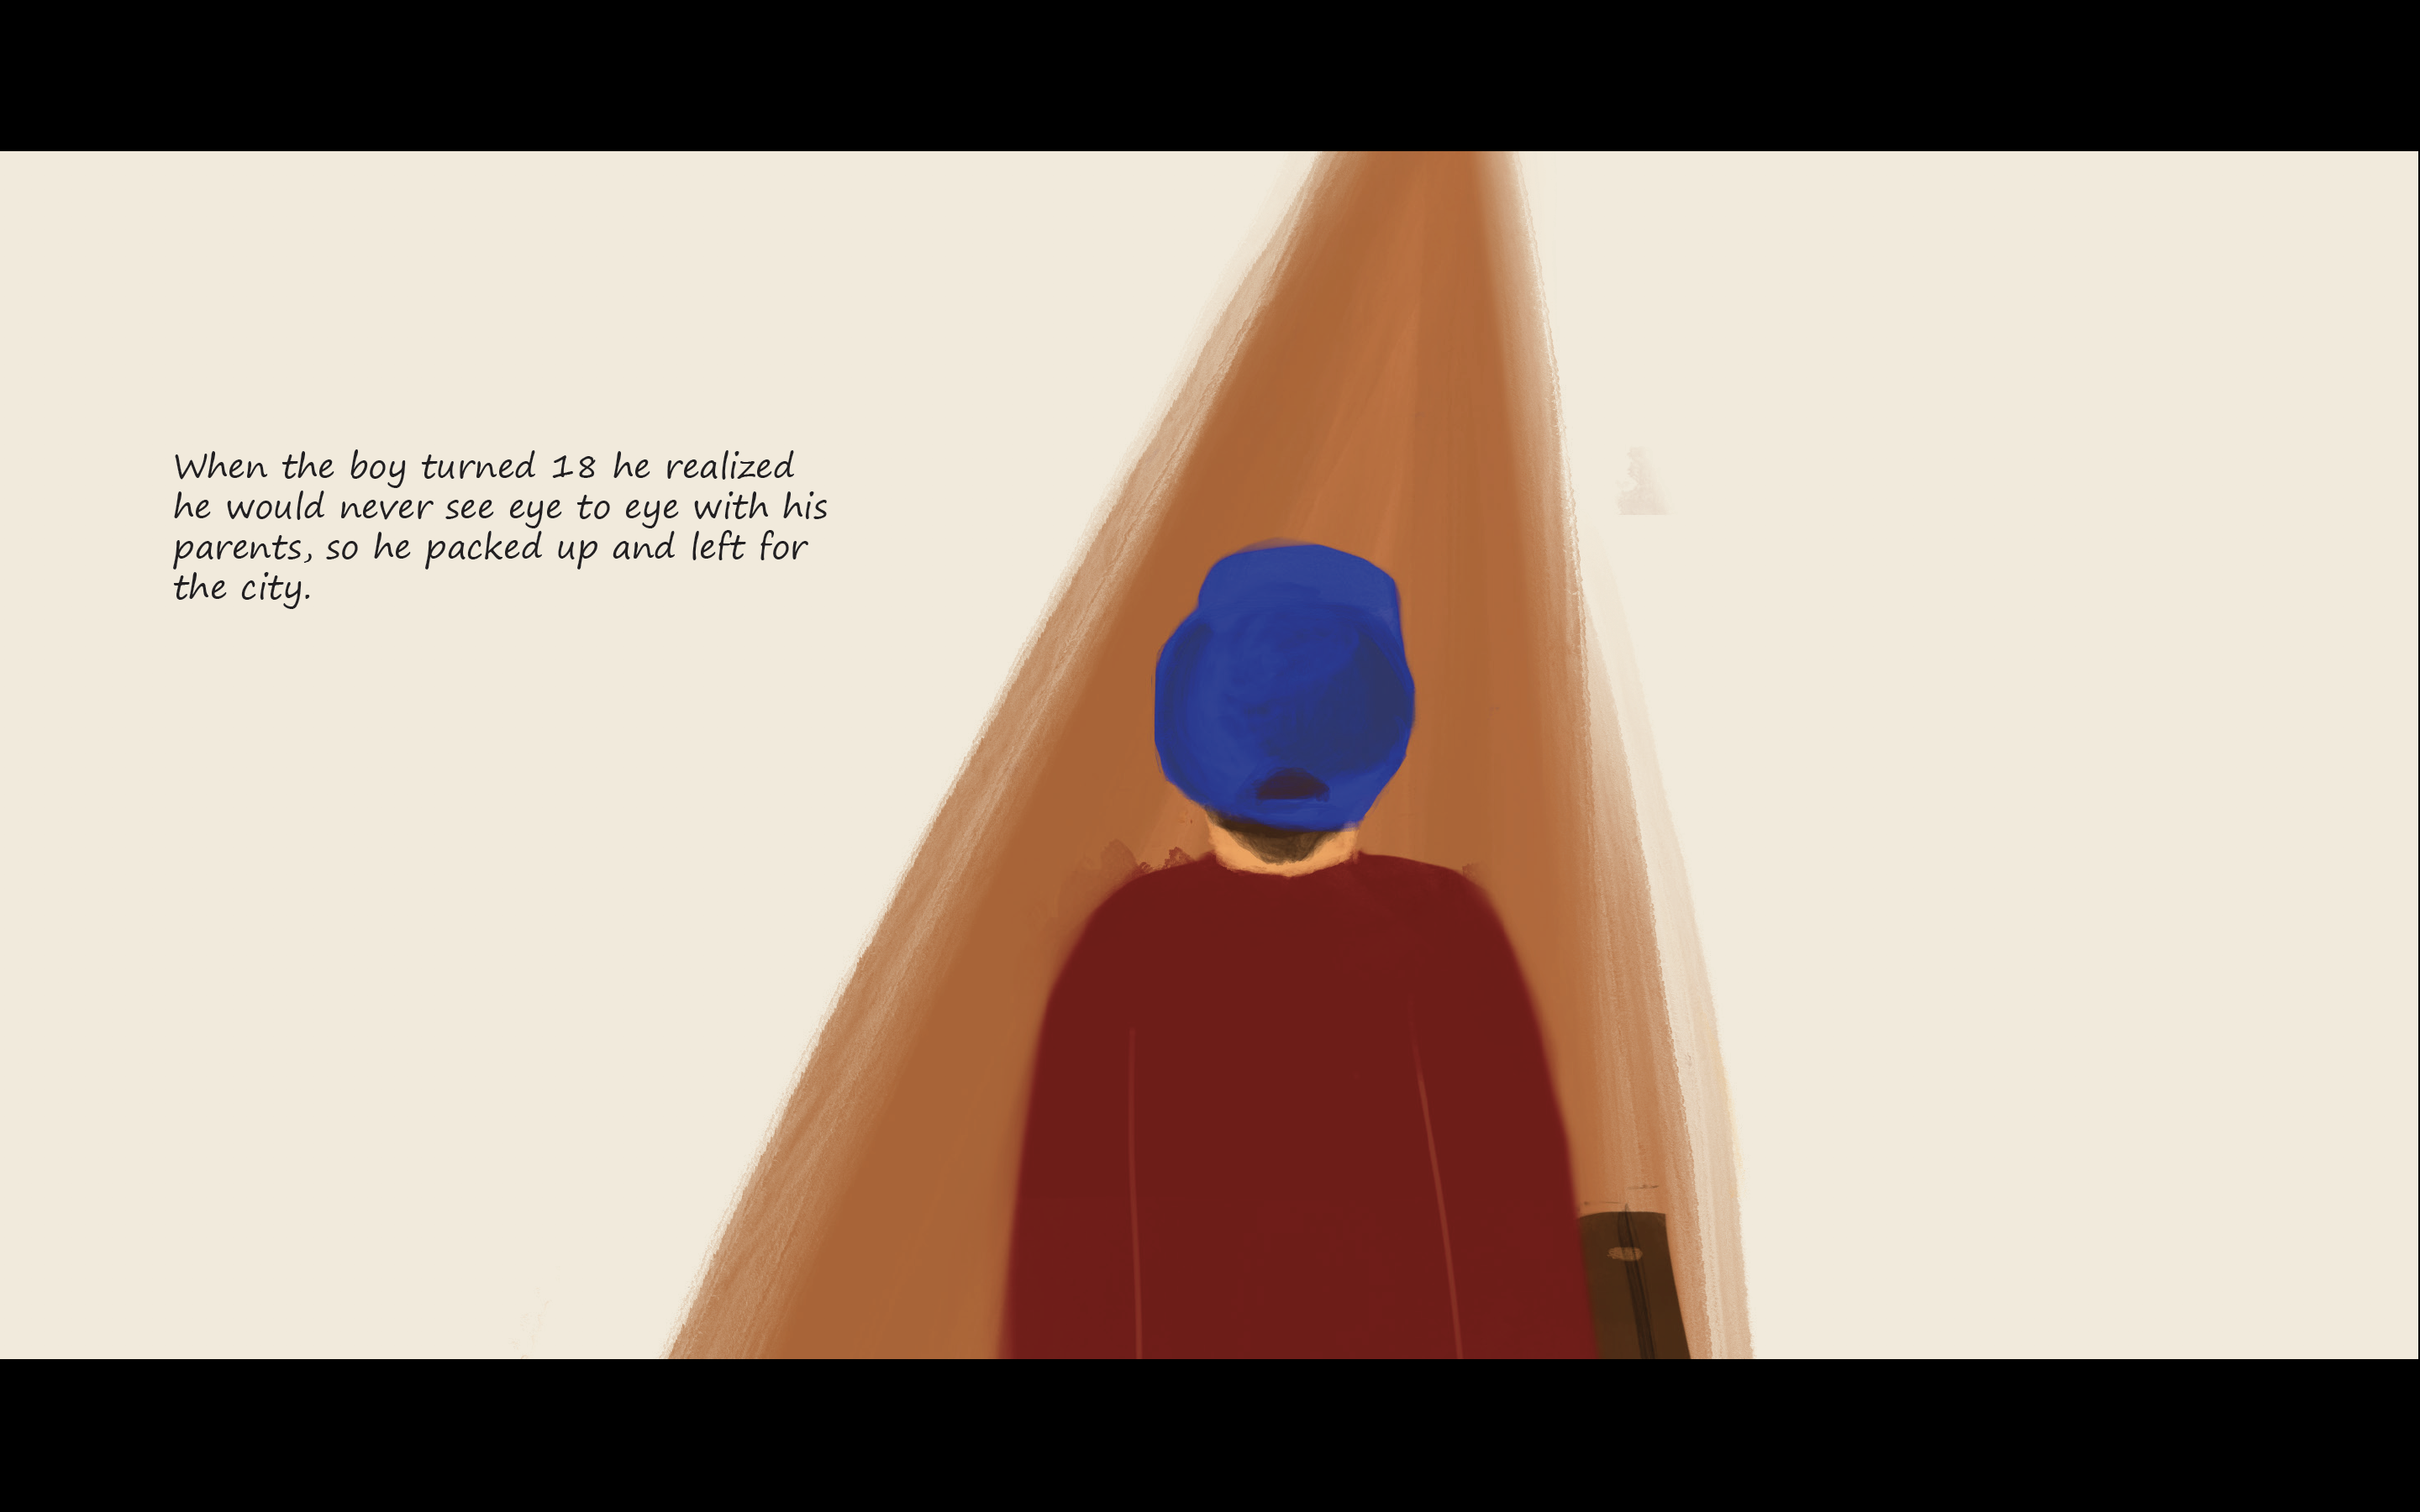 When the boy turned 18 he realized
he would never see eye to eye with his
parents, so he packed up and left for
the city.